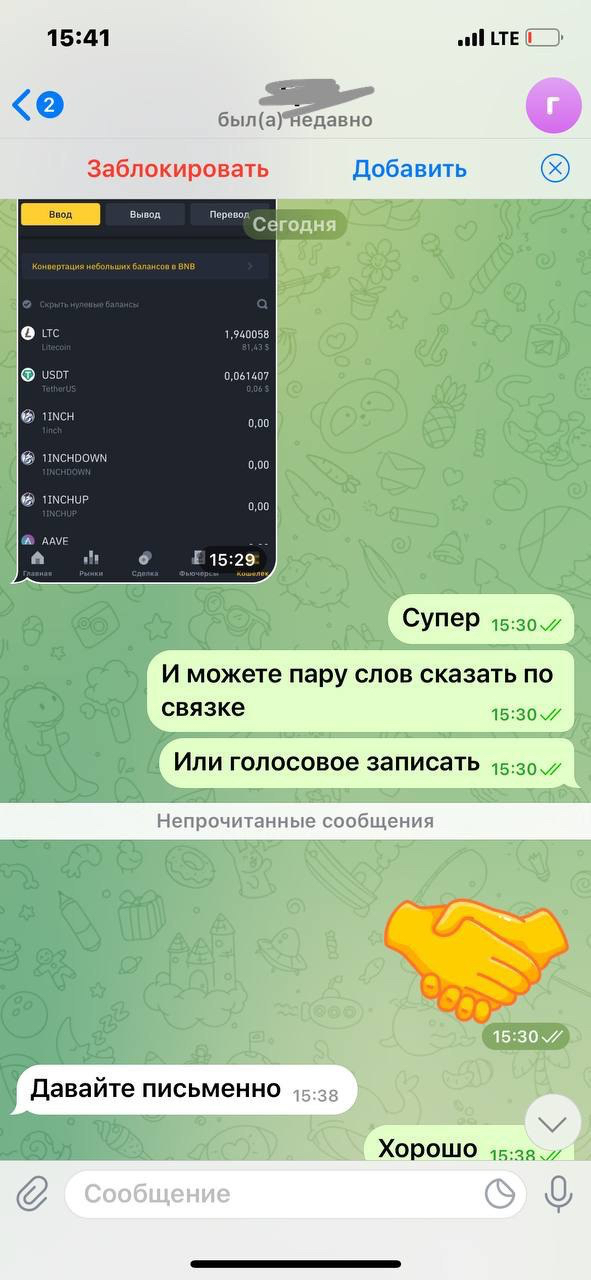 15:41
LTE
2
был(а) недавно
г
Заблокировать
Добавить
Ввод
Вывод
Перевод
Сегодня
Конвертация небольших балансов в BNB
Скрыть нулевые балансы
LTC
1,940058
Litecoin
81,43 $
USDT
0,061407
TetherUS
0,06 $
1INCH
0,00
1inch
1INCHDOWN
0,00
1INCHDOWN
1INCHUP
0,00
1INCHUP
AAVE
15:29
Главная
Рынки
Сделка
Фьючерсы
Кошелек
Супер 15:30
И можете пару слов сказать по
связке 15:30
Или голосовое записать 15:30
Непрочитанные сообщения
15:30
Давайте письменно 15:38
Хорошо 15:38
Сообщение